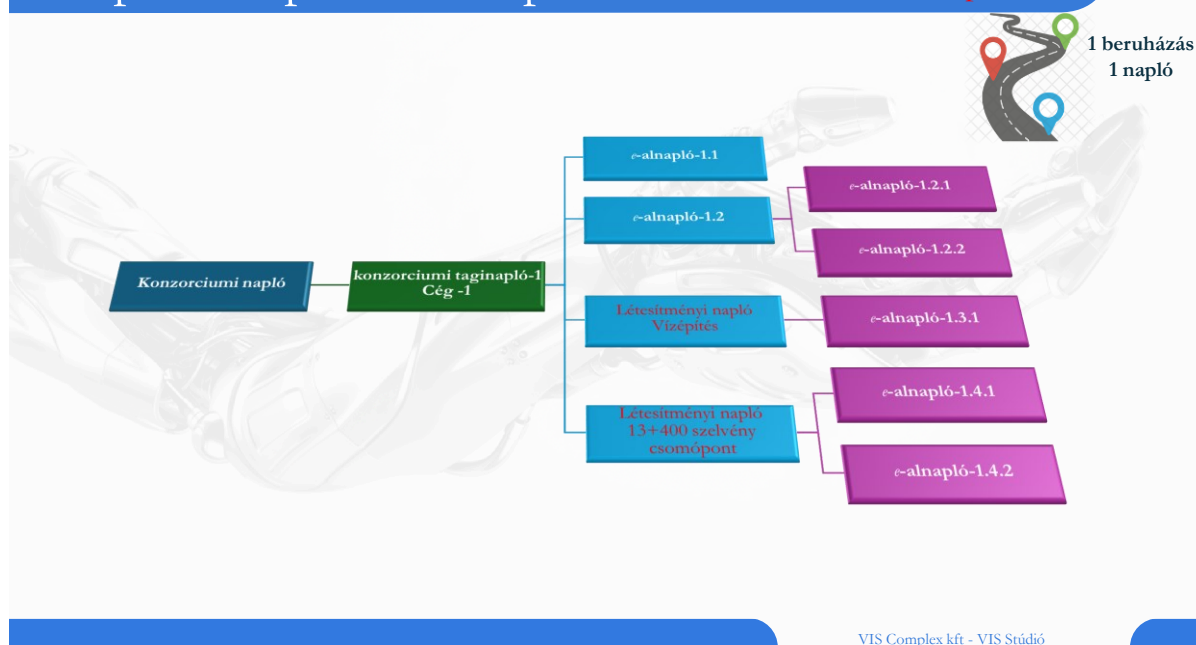 1 beruházás
1 napló
e-alnapló-1.1
e-alnapló-1.2
e-alnapló-1.2.1
e-alnapló-1.2.2
Konzorciumi napló
konzorciumi taginapló-1
Cég -1
Létesítményi napló
Vízépítés
e-alnapló-1.3.1
Létesítményi napló
13+400 szelvény
csomópont
e-alnapló-1.4.1
e-alnapló-1.4.2
VIS Complex kft - VIS Stúdió